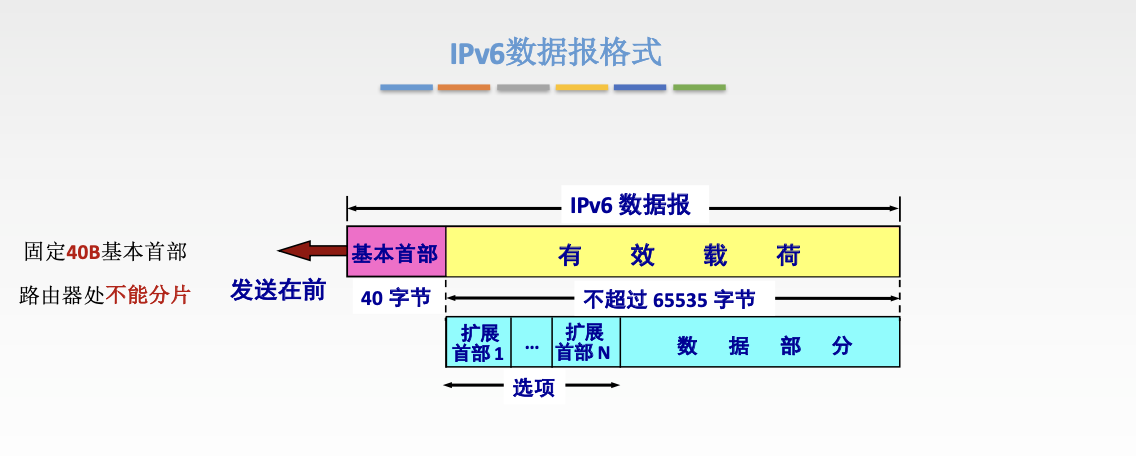 IPv6数据报格式
IPv6 数据报
固定40B基本首部
基本首部
有效载荷
路由器处不能分片
发送在前
40 字节
不超过 65535 字节
扩展
首部 1
...
扩展
首部 N
数据部分
选项